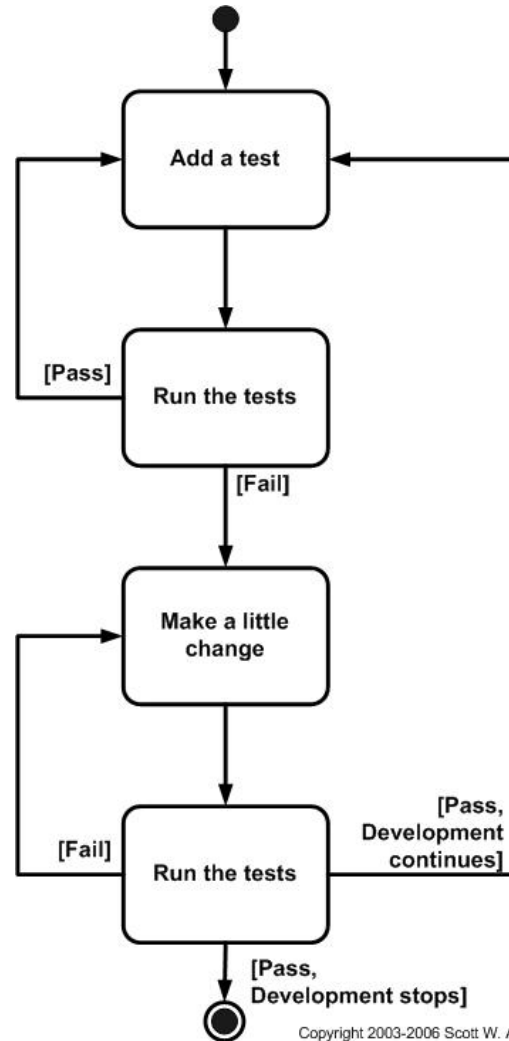 Add a test
[Pass]
Run the tests
[Fail]
Make a little
change
[Pass,
Development
continues]
[Fail]
Run the tests
[Pass,
Development stops]
Copyright 2003-2006 Scott W. A